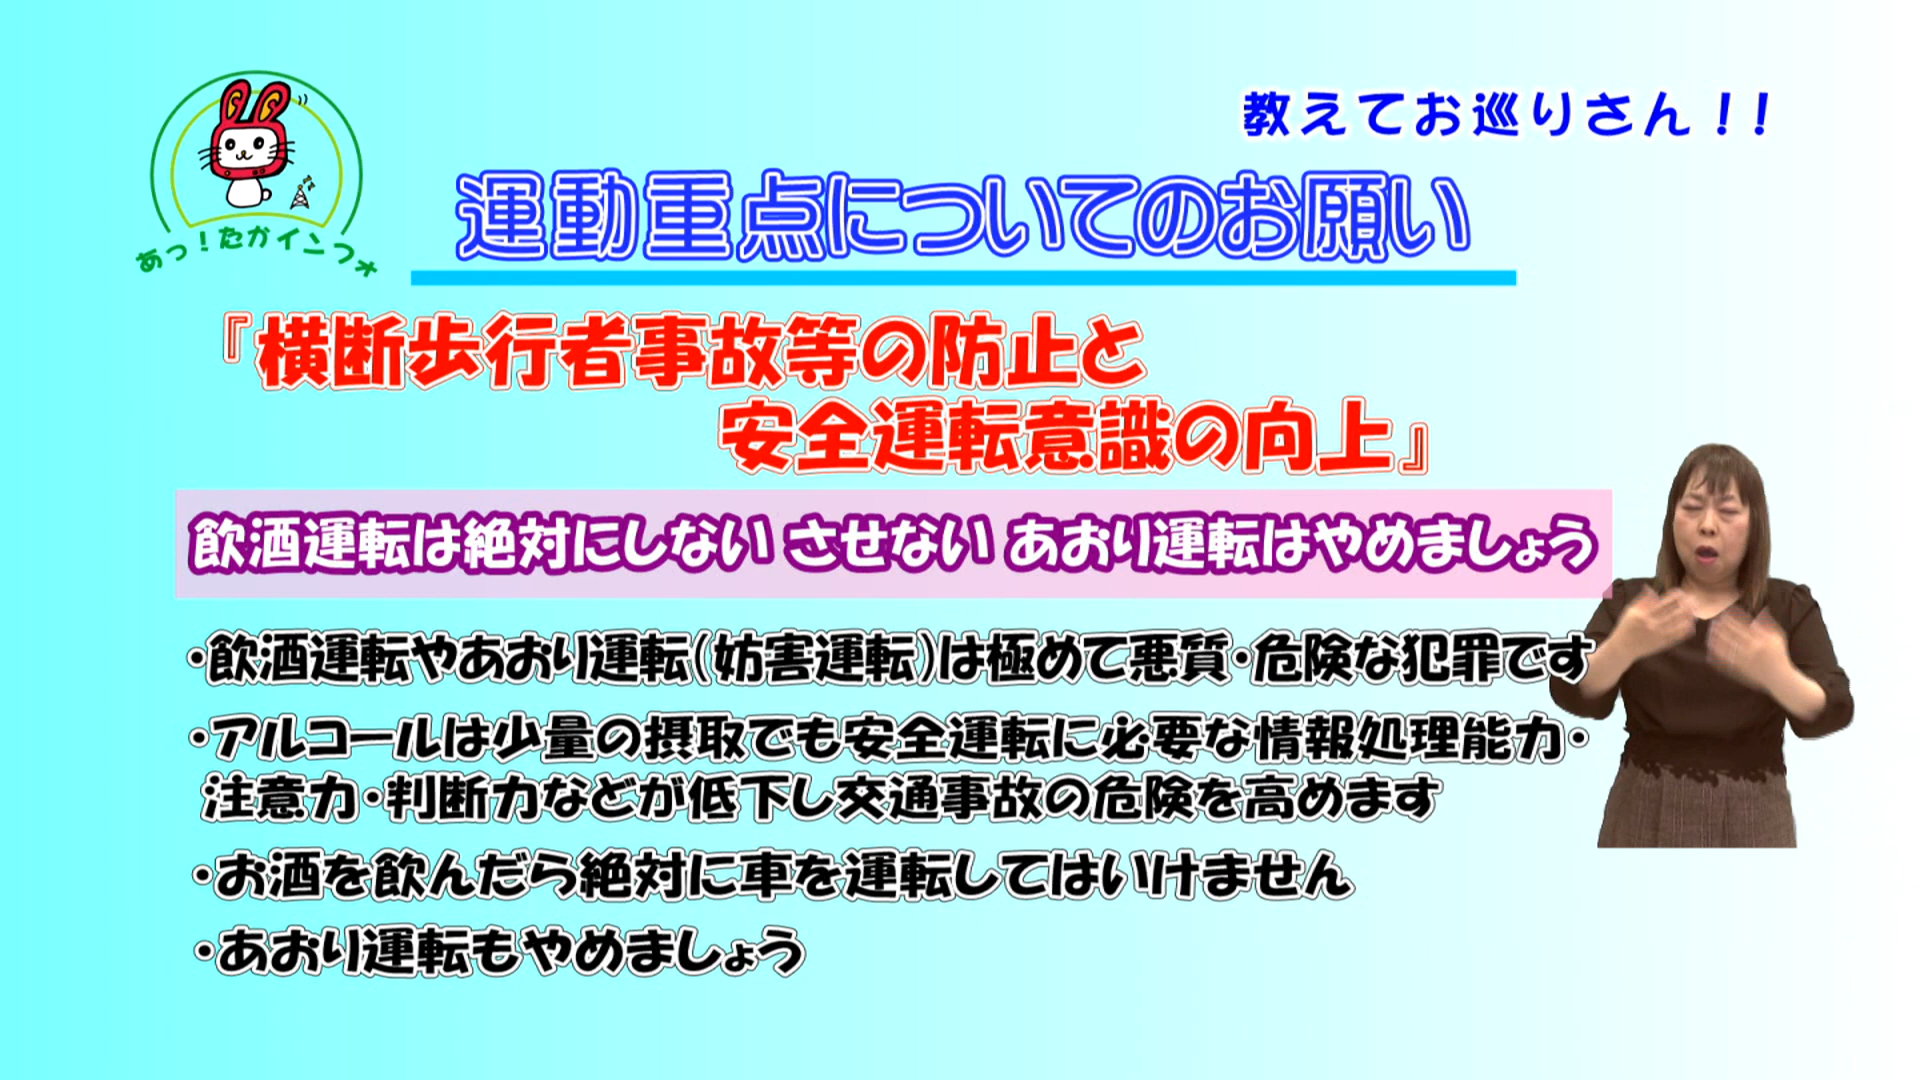 教えてお巡りさん！！
あっ！たかインフォ
運動重点についてのお願い
『横断歩行者事故等の防止と
安全運転意識の向上』
飲酒運転は絶対にしない させない あおり運転はやめましょう
・飲酒運転やあおり運転(妨害運転)は極めて悪質・危険な犯罪です
・アルコールは少量の摂取でも安全運転に必要な情報処理能力・
注意力・判断力などが低下し交通事故の危険を高めます
・お酒を飲んだら絶対に車を運転してはいけません
・あおり運転もやめましょう